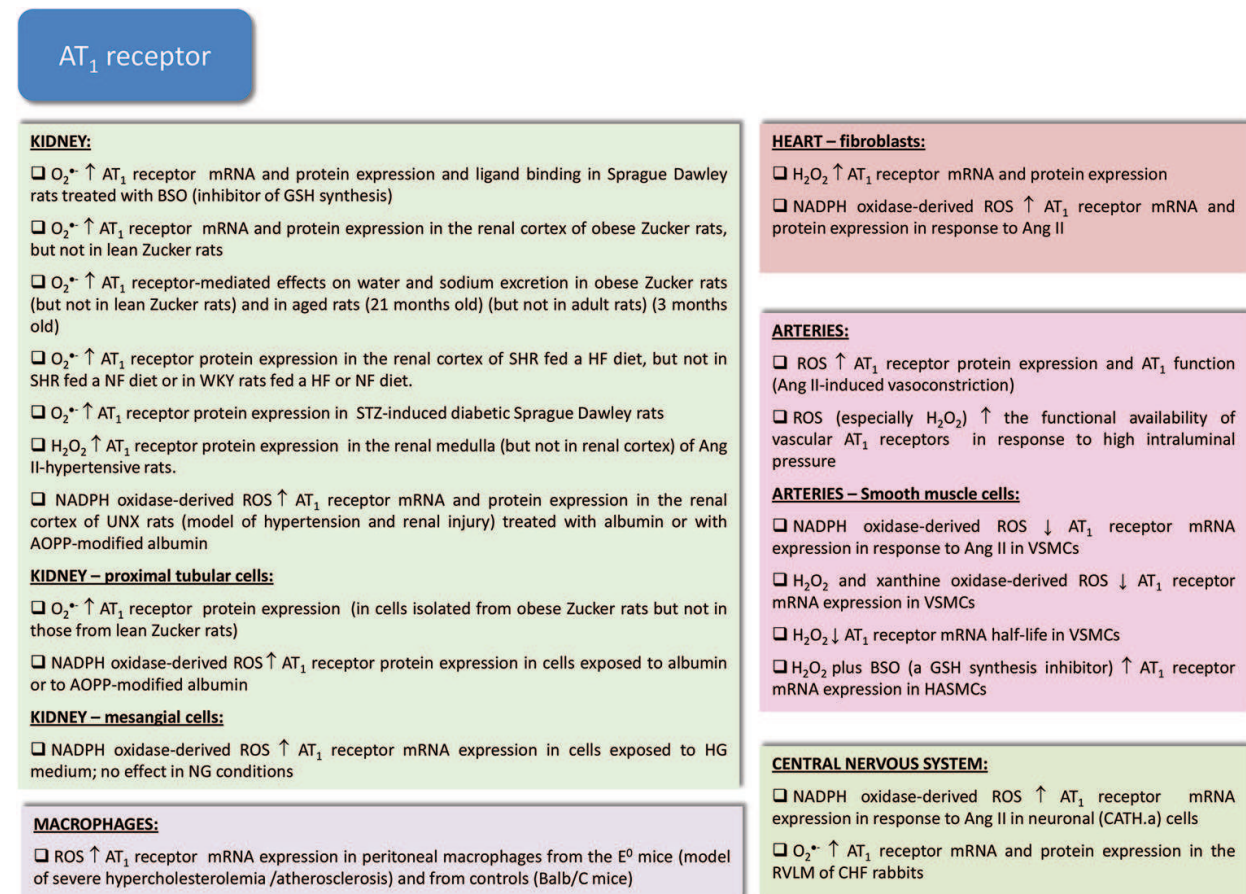 AT₁ receptor
KIDNEY:
❑ O₂•- ↑ AT₁ receptor mRNA and protein expression and ligand binding in Sprague Dawley
rats treated with BSO (inhibitor of GSH synthesis)
❑ O₂•- ↑ AT₁ receptor mRNA and protein expression in the renal cortex of obese Zucker rats,
but not in lean Zucker rats
❑ O₂•- ↑ AT₁ receptor-mediated effects on water and sodium excretion in obese Zucker rats
(but not in lean Zucker rats) and in aged rats (21 months old) (but not in adult rats) (3 months
old)
❑ O₂•- ↑ AT₁ receptor protein expression in the renal cortex of SHR fed a HF diet, but not in
SHR fed a NF diet or in WKY rats fed a HF or NF diet.
❑ O₂•- ↑ AT₁ receptor protein expression in STZ-induced diabetic Sprague Dawley rats
❑ H₂O₂ ↑ AT₁ receptor protein expression in the renal medulla (but not in renal cortex) of Ang
II-hypertensive rats.
❑ NADPH oxidase-derived ROS ↑ AT₁ receptor mRNA and protein expression in the renal
cortex of UNX rats (model of hypertension and renal injury) treated with albumin or with
AOPP-modified albumin
KIDNEY – proximal tubular cells:
❑ O₂•- ↑ AT₁ receptor protein expression (in cells isolated from obese Zucker rats but not in
those from lean Zucker rats)
❑ NADPH oxidase-derived ROS ↑ AT₁ receptor protein expression in cells exposed to albumin
or to AOPP-modified albumin
KIDNEY – mesangial cells:
❑ NADPH oxidase-derived ROS ↑ AT₁ receptor mRNA expression in cells exposed to HG
medium; no effect in NG conditions
MACROPHAGES:
❑ ROS ↑ AT₁ receptor mRNA expression in peritoneal macrophages from the E⁰ mice (model
of severe hypercholesterolemia /atherosclerosis) and from controls (Balb/C mice)
HEART – fibroblasts:
❑ H₂O₂ ↑ AT₁ receptor mRNA and protein expression
❑ NADPH oxidase-derived ROS ↑ AT₁ receptor mRNA and
protein expression in response to Ang II
ARTERIES:
❑ ROS ↑ AT₁ receptor protein expression and AT₁ function
(Ang II-induced vasoconstriction)
❑ ROS (especially H₂O₂) ↑ the functional availability of
vascular AT₁ receptors in response to high intraluminal
pressure
ARTERIES – Smooth muscle cells:
❑ NADPH oxidase-derived ROS ↓ AT₁ receptor mRNA
expression in response to Ang II in VSMCs
❑ H₂O₂ and xanthine oxidase-derived ROS ↓ AT₁ receptor
mRNA expression in VSMCs
❑ H₂O₂ ↓ AT₁ receptor mRNA half-life in VSMCs
❑ H₂O₂ plus BSO (a GSH synthesis inhibitor) ↑ AT₁ receptor
mRNA expression in HASMCs
CENTRAL NERVOUS SYSTEM:
❑ NADPH oxidase-derived ROS ↑ AT₁ receptor mRNA
expression in response to Ang II in neuronal (CATH.a) cells
❑ O₂•- ↑ AT₁ receptor mRNA and protein expression in the
RVLM of CHF rabbits